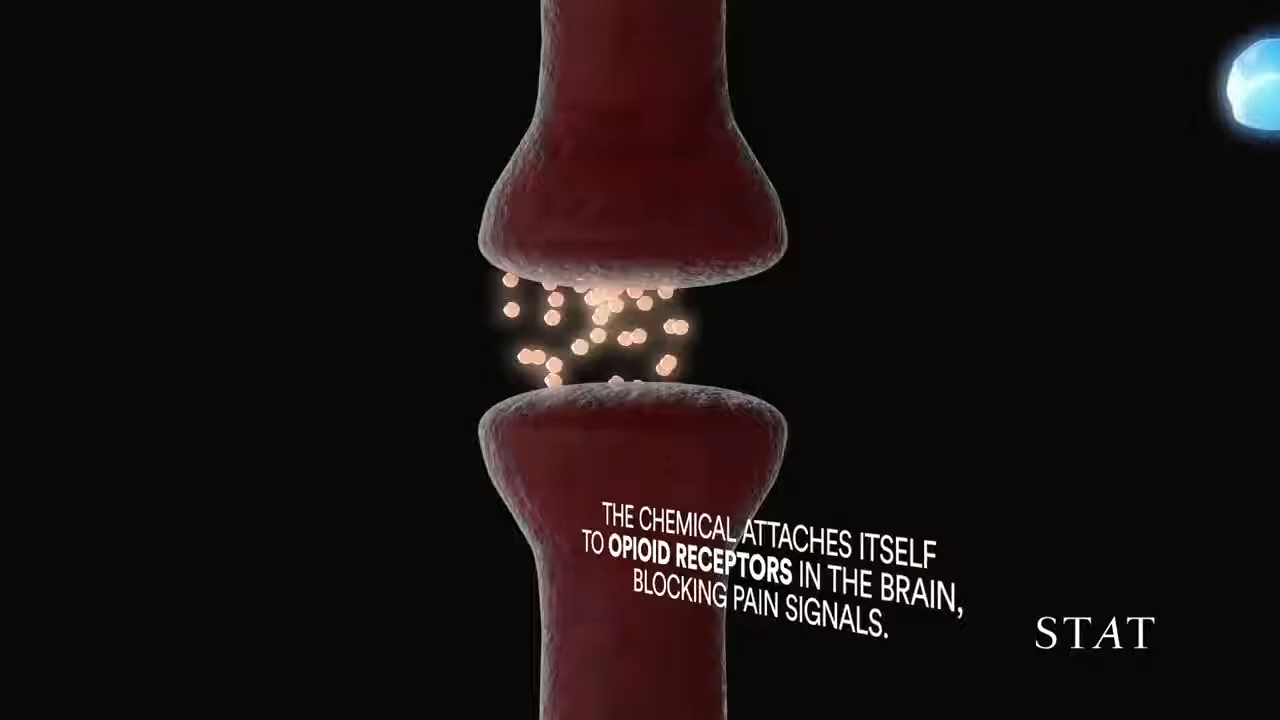 THE CHEMICAL ATTACHES ITSELF
TO OPIOID RECEPTORS IN THE BRAIN,
BLOCKING PAIN SIGNALS.
STAT